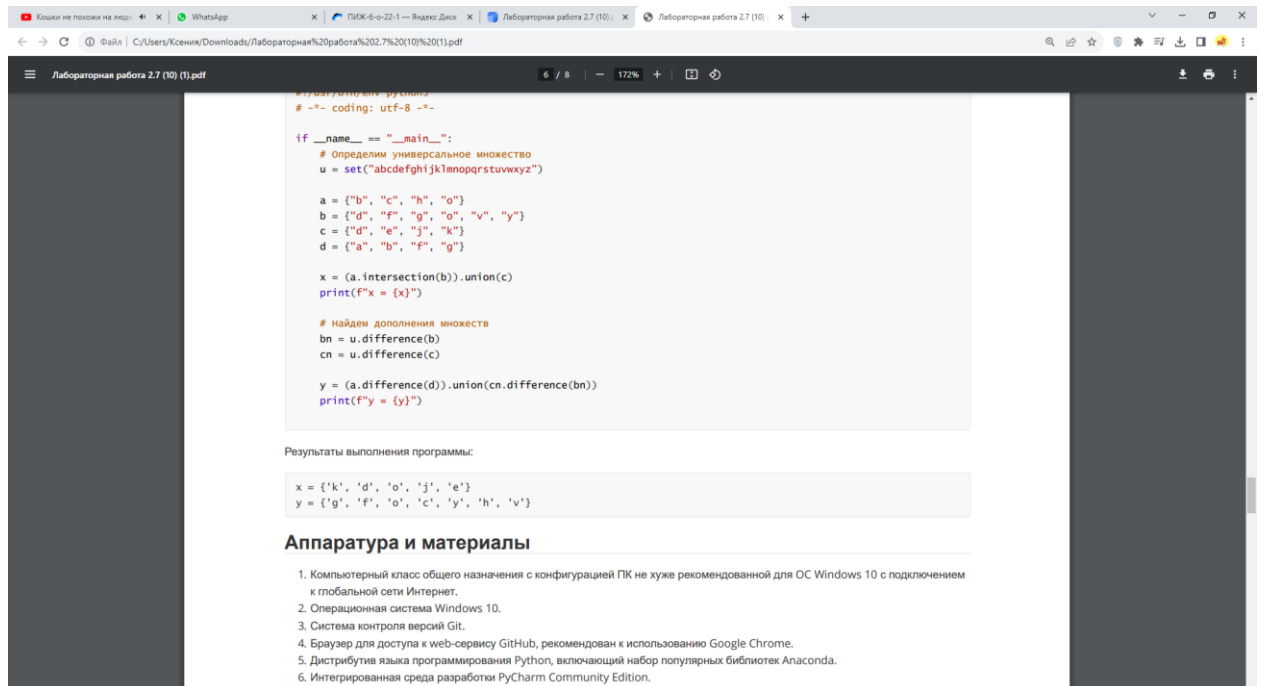 Кошки не похожи на люд
WhatsApp
ПИЖ-б-о-22-1 — Яндекс Диск
Лабораторная работа 2.7 (10).
Лабораторная работа 2.7 (10)
Файл | C:/Users/Ксения/Downloads/Лабораторная%20работа%202.7%20(10)%20(1).pdf
Лабораторная работа 2.7 (10) (1).pdf
6 / 8
172%
#!/usr/bin/env python3
# -*- coding: utf-8 -*-
if __name__ == "__main__":
# Определим универсальное множество
u = set("abcdefghijklmnopqrstuvwxyz")
a = {"b", "c", "h", "o"}
b = {"d", "f", "g", "o", "v", "y"}
c = {"d", "e", "j", "k"}
d = {"a", "b", "f", "g"}
x = (a.intersection(b)).union(c)
print(f"x = {x}")
# Найдем дополнения множеств
bn = u.difference(b)
cn = u.difference(c)
y = (a.difference(d)).union(cn.difference(bn))
print(f"y = {y}")
Результаты выполнения программы:
x = {'k', 'd', 'o', 'j', 'e'}
y = {'g', 'f', 'o', 'c', 'y', 'h', 'v'}
Аппаратура и материалы
1. Компьютерный класс общего назначения с конфигурацией ПК не хуже рекомендованной для ОС Windows 10 с подключением
к глобальной сети Интернет.
2. Операционная система Windows 10.
3. Система контроля версий Git.
4. Браузер для доступа к web-сервису GitHub, рекомендован к использованию Google Chrome.
5. Дистрибутив языка программирования Python, включающий набор популярных библиотек Anaconda.
6. Интегрированная среда разработки PyCharm Community Edition.